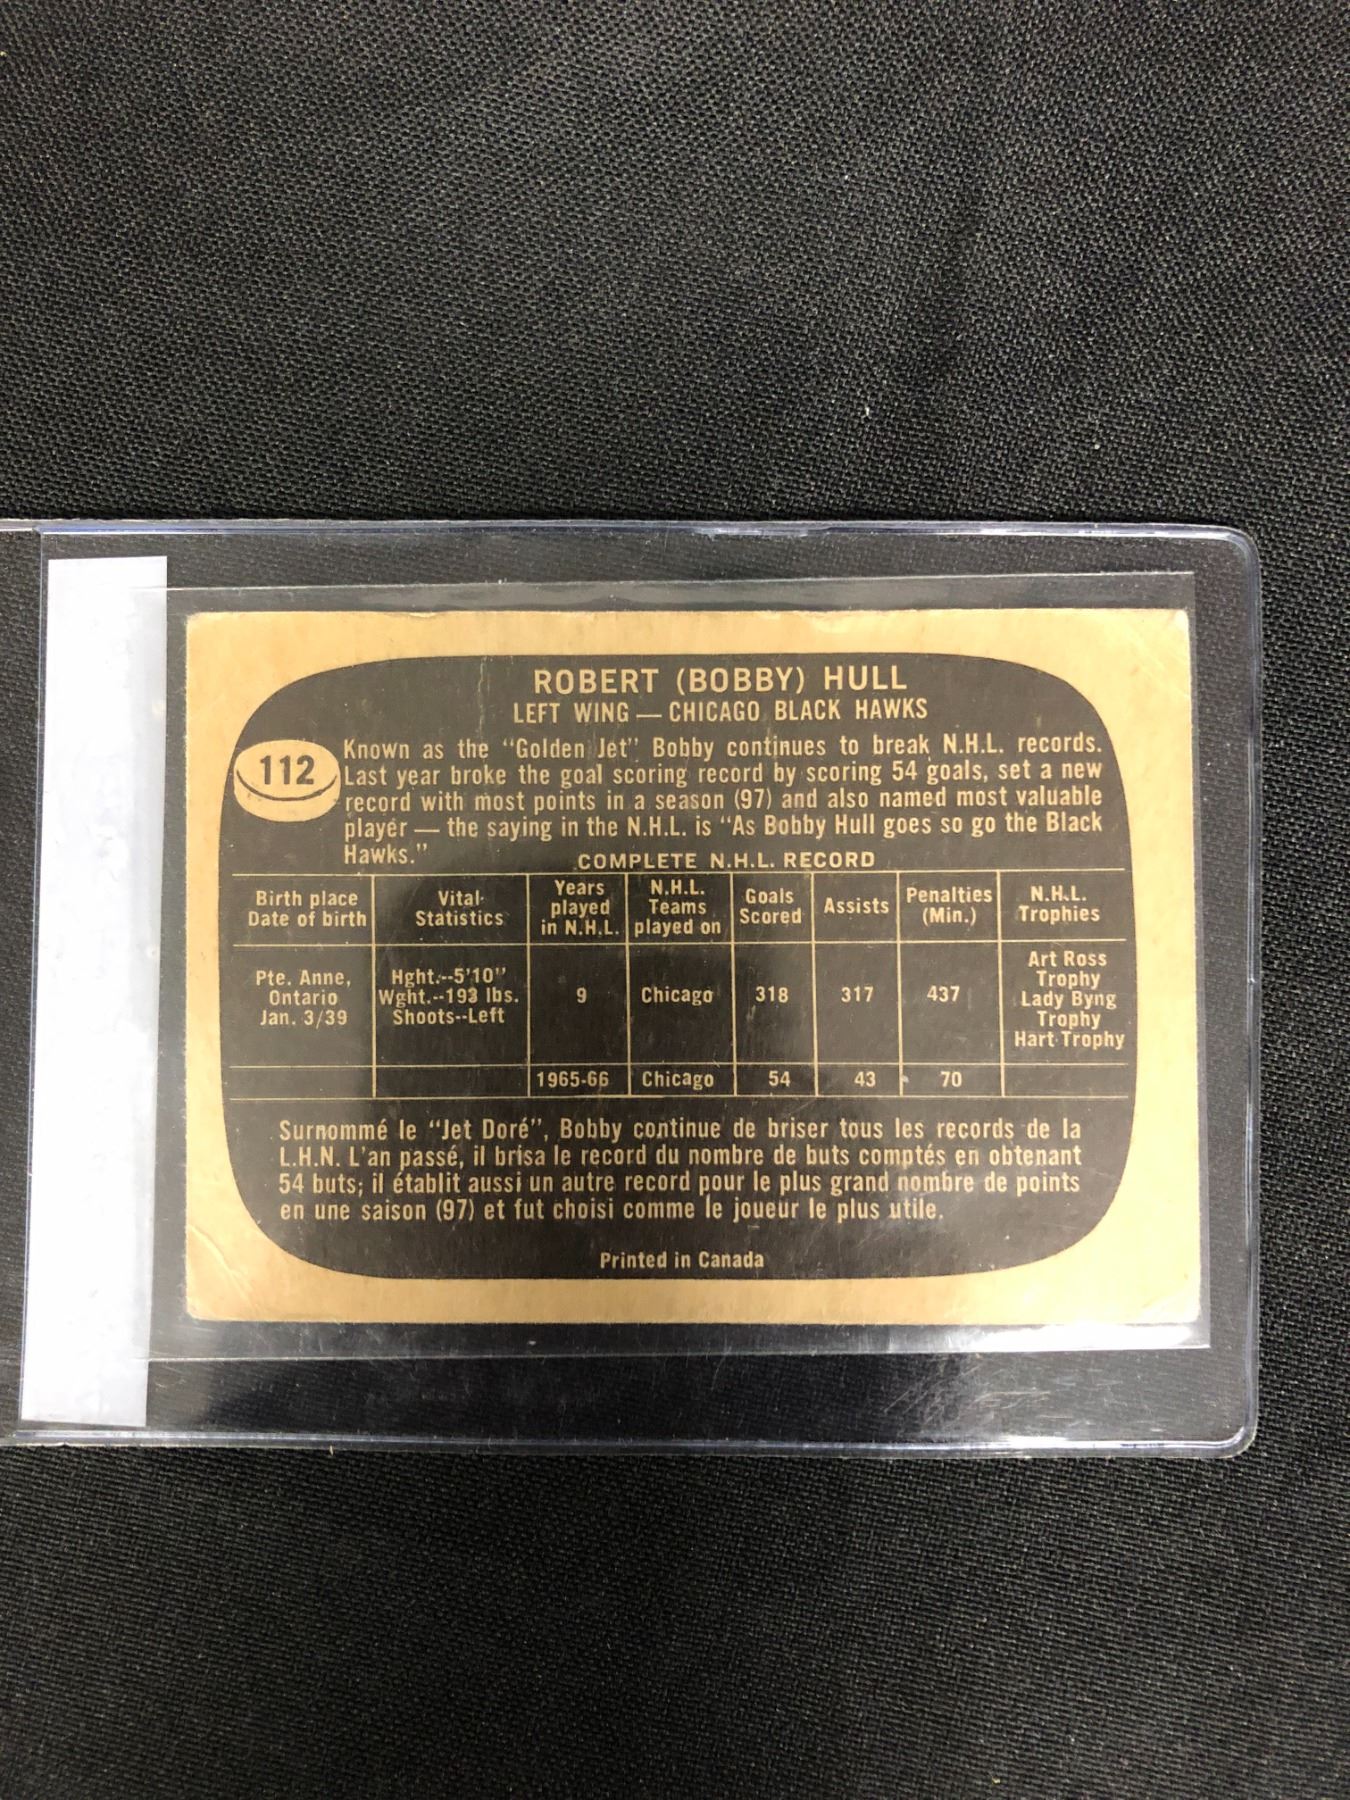 ROBERT (BOBBY) HULL
LEFT WING — CHICAGO BLACK HAWKS
112
Known as the "Golden Jet" Bobby continues to break N.H.L. records.
Last year broke the goal scoring record by scoring 54 goals, set a new
record with most points in a season (97) and also named most valuable
player — the saying in the N.H.L. is "As Bobby Hull goes so go the Black
Hawks."
COMPLETE N.H.L. RECORD
Birth place
Date of birth
Vital
Statistics
Years
played
in N.H.L.
N.H.L.
Teams
played on
Goals
Scored
Assists
Penalties
(Min.)
N.H.L.
Trophies
Pte. Anne,
Ontario
Jan. 3/39
Hght.--5'10"
Wght.--193 lbs.
Shoots--Left
9
Chicago
318
317
437
Art Ross
Trophy
Lady Byng
Trophy
Hart Trophy
1965-66
Chicago
54
43
70
Surnommé le "Jet Doré", Bobby continue de briser tous les records de la
L.H.N. L'an passé, il brisa le record du nombre de buts comptés en obtenant
54 buts; il établit aussi un autre record pour le plus grand nombre de points
en une saison (97) et fut choisi comme le joueur le plus utile.
Printed in Canada